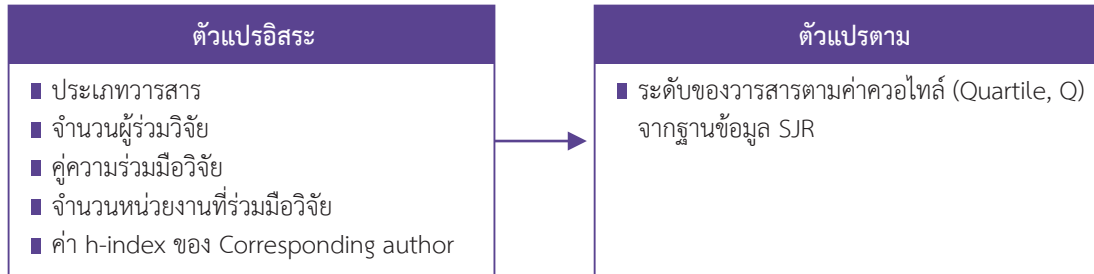 ตัวแปรอิสระ
ประเภทวารสาร
จำนวนผู้ร่วมวิจัย
คู่ความร่วมมือวิจัย
จำนวนหน่วยงานที่ร่วมมือวิจัย
ค่า h-index ของ Corresponding author
ตัวแปรตาม
ระดับของวารสารตามค่าควอไทล์ (Quartile, Q)
จากฐานข้อมูล SJR